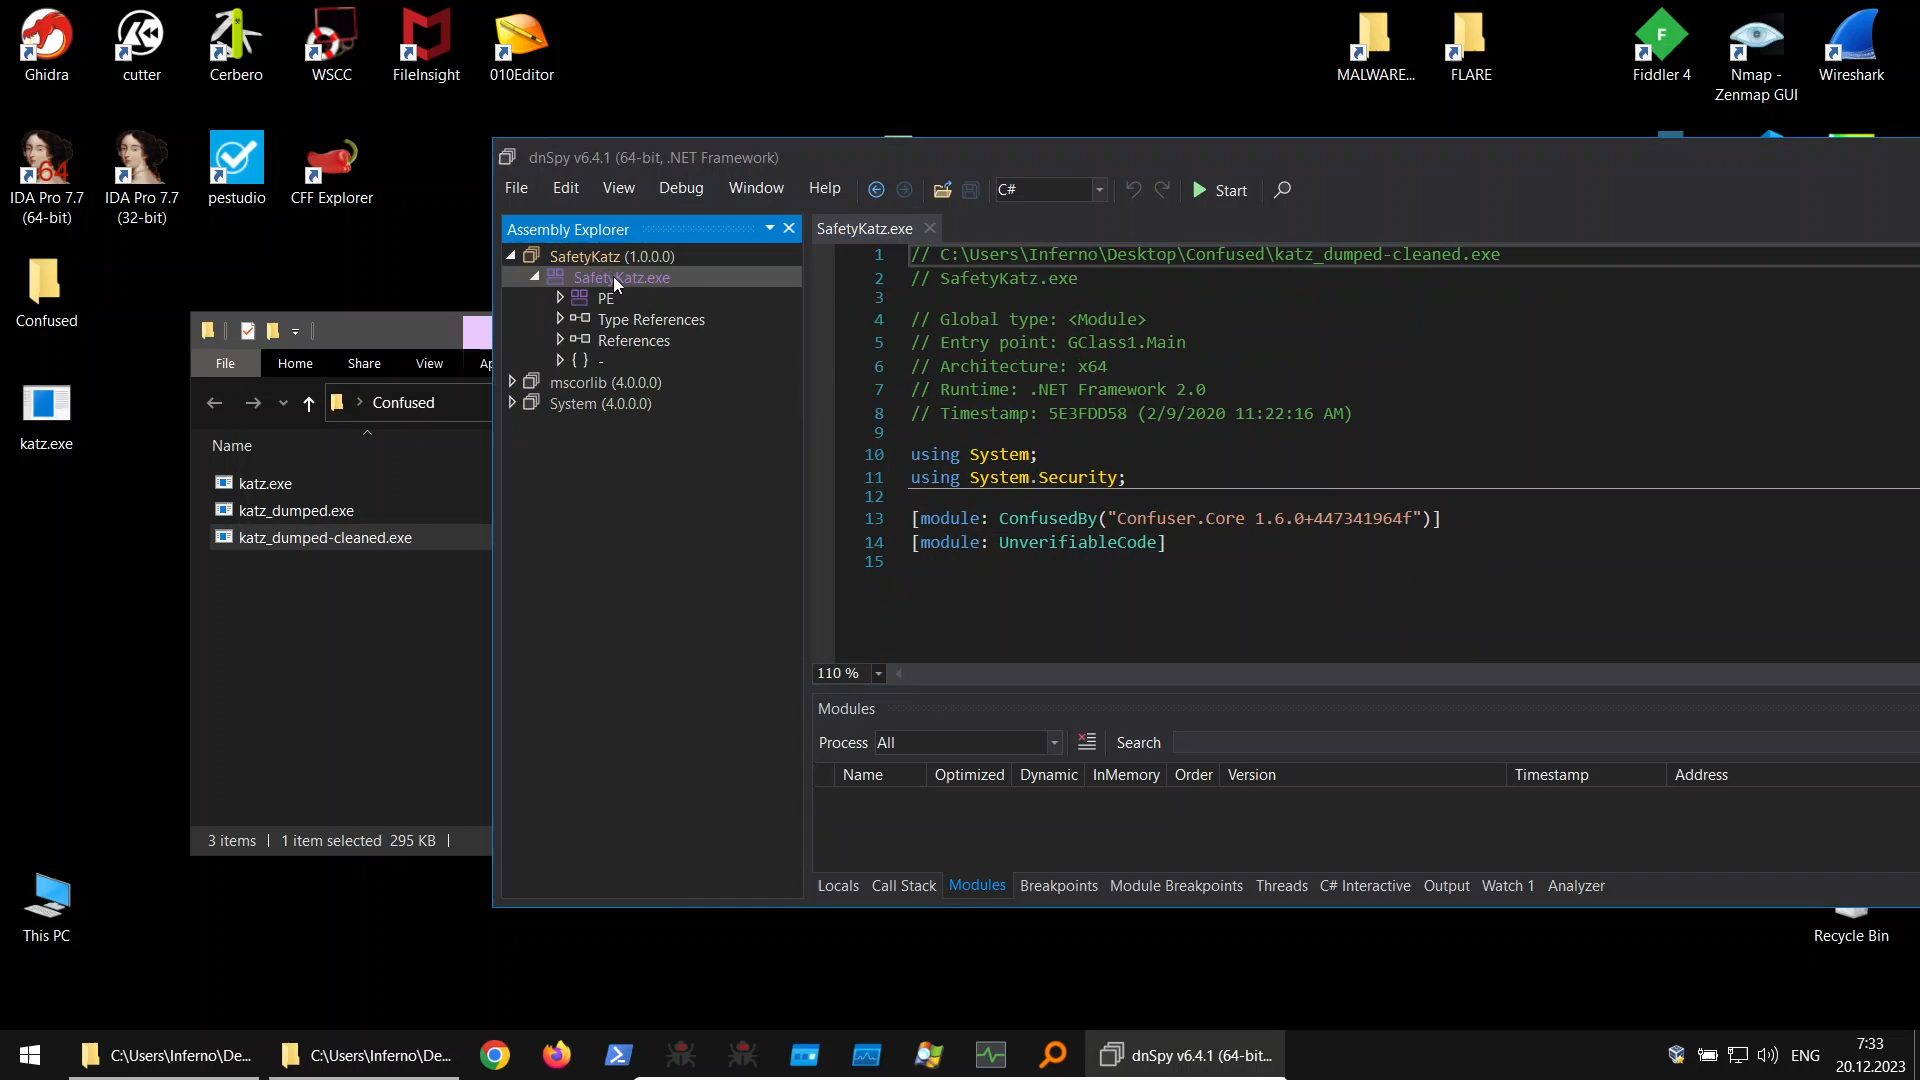 Ghidra
cutter
Cerbero
WSCC
FileInsight
010Editor
MALWARE...
FLARE
Fiddler 4
Nmap -
Zenmap GUI
Wireshark
64
IDA Pro 7.7
(64-bit)
IDA Pro 7.7
(32-bit)
pestudio
CFF Explorer
Confused
katz.exe
This PC
Recycle Bin
File
Home
Share
View
Confused
Name
katz.exe
katz_dumped.exe
katz_dumped-cleaned.exe
3 items
1 item selected 295 KB
dnSpy v6.4.1 (64-bit, .NET Framework)
File
Edit
View
Debug
Window
Help
C#
Start
Assembly Explorer
SafetyKatz (1.0.0.0)
SafetyKatz.exe
PE
Type References
References
{ } -
mscorlib (4.0.0.0)
System (4.0.0.0)
SafetyKatz.exe
1 // C:\Users\Inferno\Desktop\Confused\katz_dumped-cleaned.exe
2 // SafetyKatz.exe
3
4 // Global type: <Module>
5 // Entry point: GClass1.Main
6 // Architecture: x64
7 // Runtime: .NET Framework 2.0
8 // Timestamp: 5E3FDD58 (2/9/2020 11:22:16 AM)
9
10 using System;
11 using System.Security;
12
13 [module: ConfusedBy("Confuser.Core 1.6.0+447341964f")]
14 [module: UnverifiableCode]
15
110 %
Modules
Process
All
Search
Name
Optimized
Dynamic
InMemory
Order
Version
Timestamp
Address
Locals
Call Stack
Modules
Breakpoints
Module Breakpoints
Threads
C# Interactive
Output
Watch 1
Analyzer
C:\Users\Inferno\De...
C:\Users\Inferno\De...
dnSpy v6.4.1 (64-bit...
ENG
7:33
20.12.2023